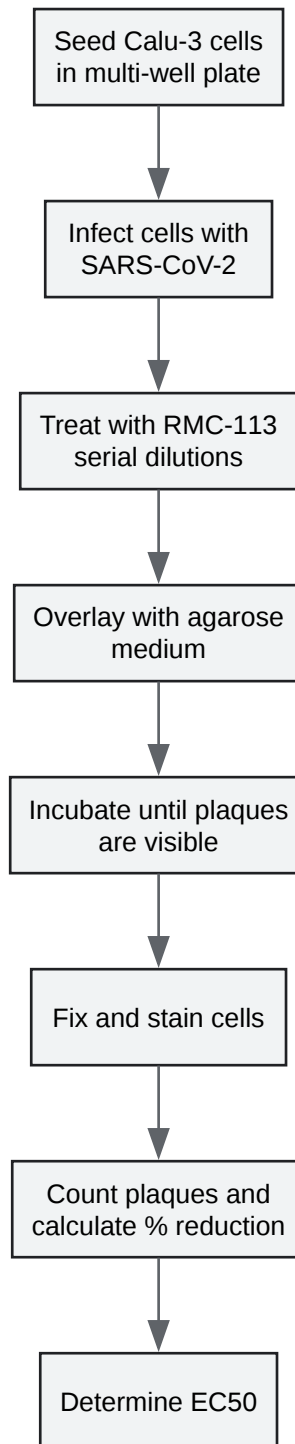 Seed Calu-3 cells
in multi-well plate
Infect cells with
SARS-CoV-2
Treat with RMC-113
serial dilutions
Overlay with agarose
medium
Incubate until plaques
are visible
Fix and stain cells
Count plaques and
calculate % reduction
Determine EC50